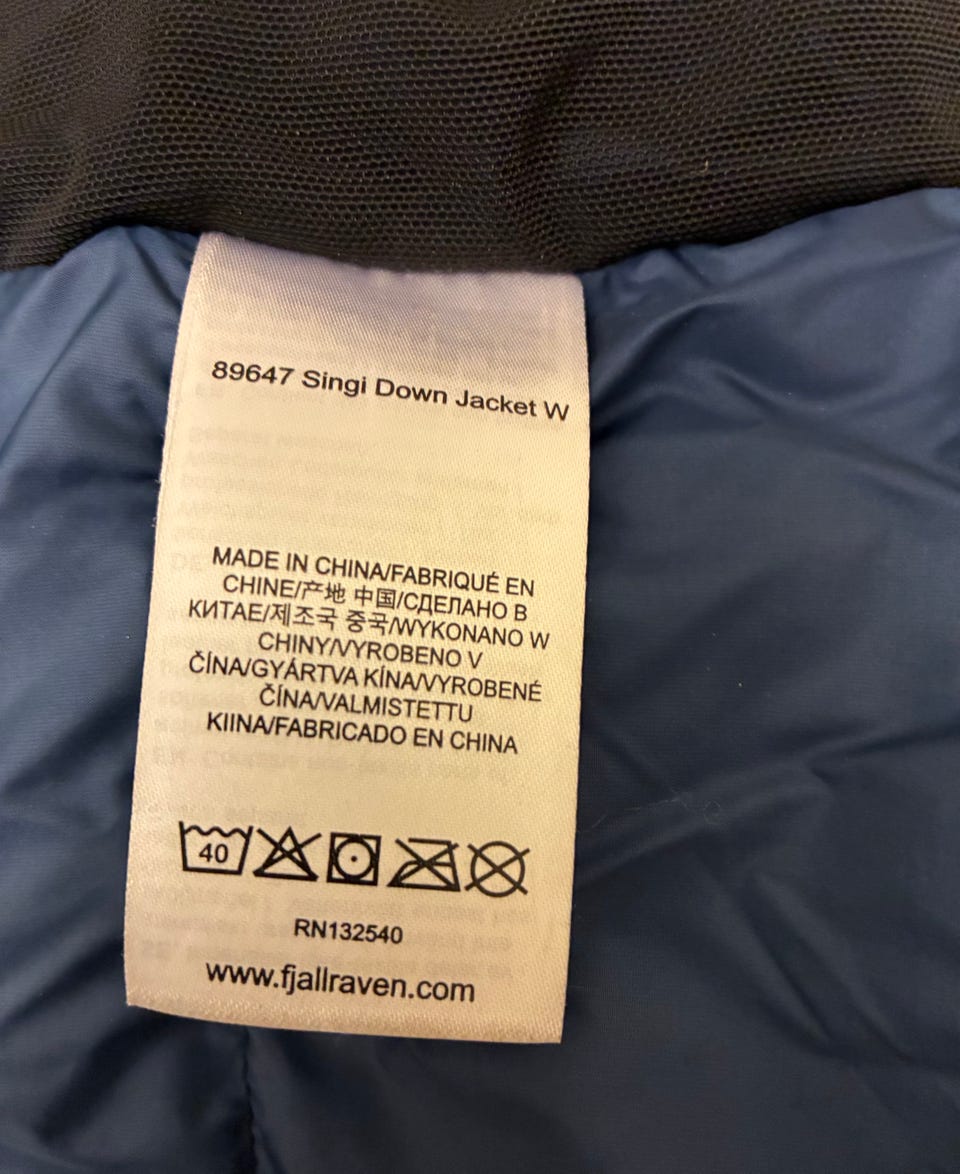 89647 Singi Down Jacket W
MADE IN CHINA/FABRIQUÉ EN
CHINE/产地 中国/СДЕЛАНО В
КИТАЕ/제조국 중국/WYKONANO W
CHINY/VYROBENO V
ČÍNA/GYÁRTVA KÍNA/VYROBENÉ
ČÍNA/VALMISTETTU
KIINA/FABRICADO EN CHINA
40
RN132540
www.fjallraven.com